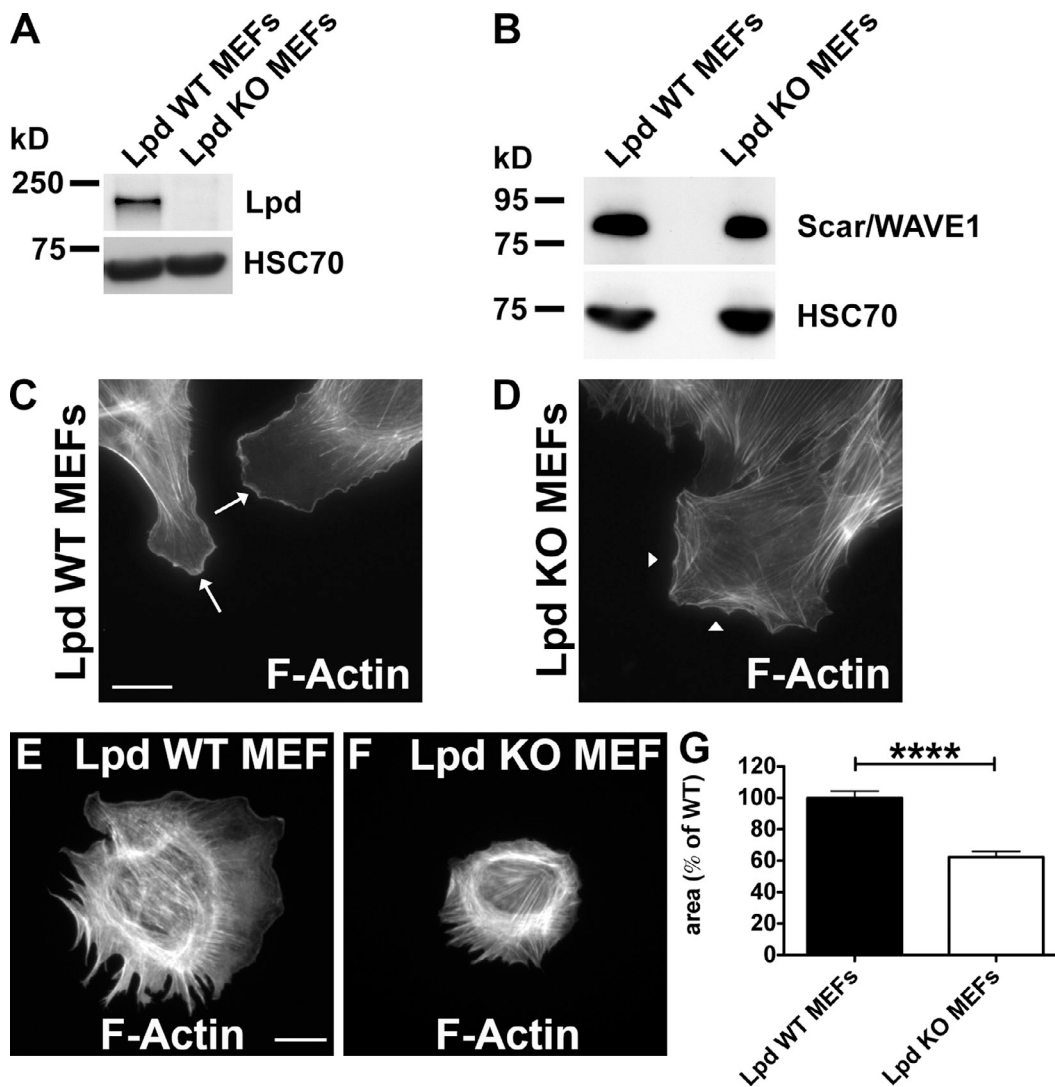 A
Lpd WT MEFs
Lpd KO MEFs
kD
250
Lpd
75
HSC70
B
Lpd WT MEFs
Lpd KO MEFs
kD
95
Scar/WAVE1
75
75
HSC70
C
Lpd WT MEFs
F-Actin
D
Lpd KO MEFs
F-Actin
E Lpd WT MEF
F-Actin
F Lpd KO MEF
F-Actin
G
****
area (% of WT)
120
100
80
60
40
20
0
Lpd WT MEFs
Lpd KO MEFs